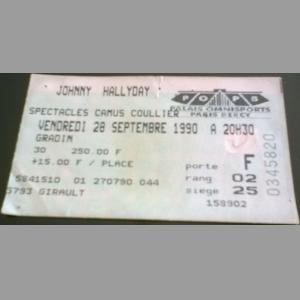 JOHNNY HALLYDAY
POPB
PALAIS OMNISPORTS
PARIS BERCY
SPECTACLES CAMUS COULLIER
VENDREDI 28 SEPTEMBRE 1990 A 20H30
GRADIN
30 250.00 F
+15.00 F / PLACE
porte F
rang 02
siege 25
5841510 01 270790 044
5793 GIRAULT
158902
0345820